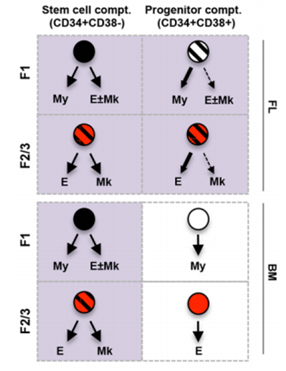 Stem cell compt.
(CD34+CD38-)
Progenitor compt.
(CD34+CD38+)
F1
My E±Mk
My E±Mk
F2/3
E Mk
E Mk
FL
F1
My E±Mk
My
F2/3
E Mk
E
BM